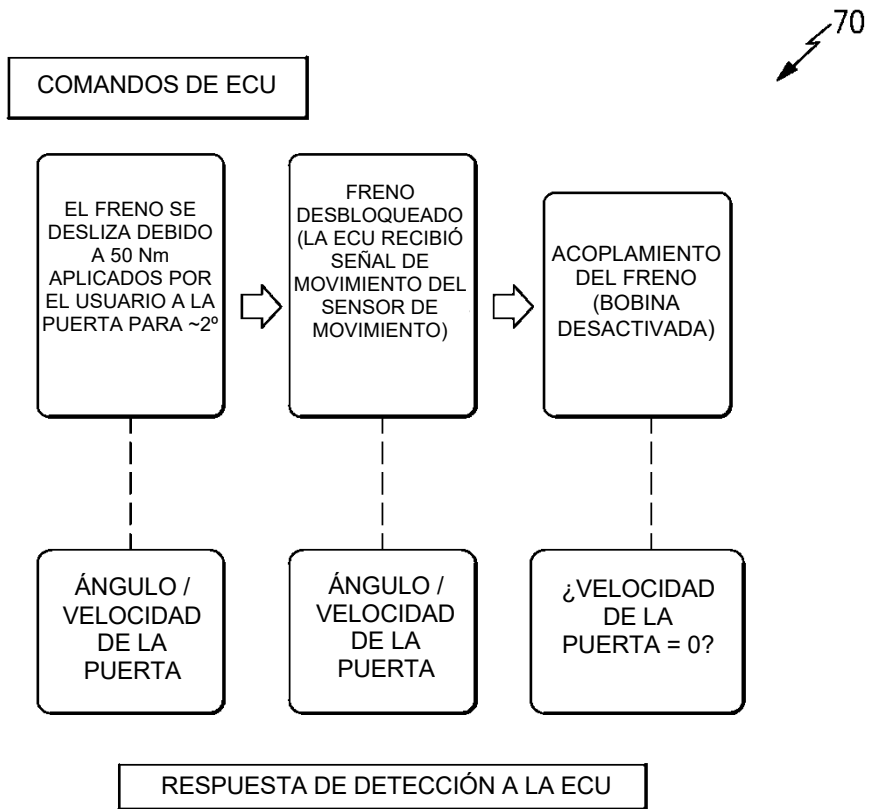 70
COMANDOS DE ECU
EL FRENO SE
DESLIZA DEBIDO
A 50 Nm
APLICADOS POR
EL USUARIO A LA
PUERTA PARA ~2º
FRENO
DESBLOQUEADO
(LA ECU RECIBIÓ
SEÑAL DE
MOVIMIENTO DEL
SENSOR DE
MOVIMIENTO)
ACOPLAMIENTO
DEL FRENO
(BOBINA
DESACTIVADA)
ÁNGULO /
VELOCIDAD
DE LA
PUERTA
ÁNGULO /
VELOCIDAD
DE LA
PUERTA
¿VELOCIDAD
DE LA
PUERTA = 0?
RESPUESTA DE DETECCIÓN A LA ECU